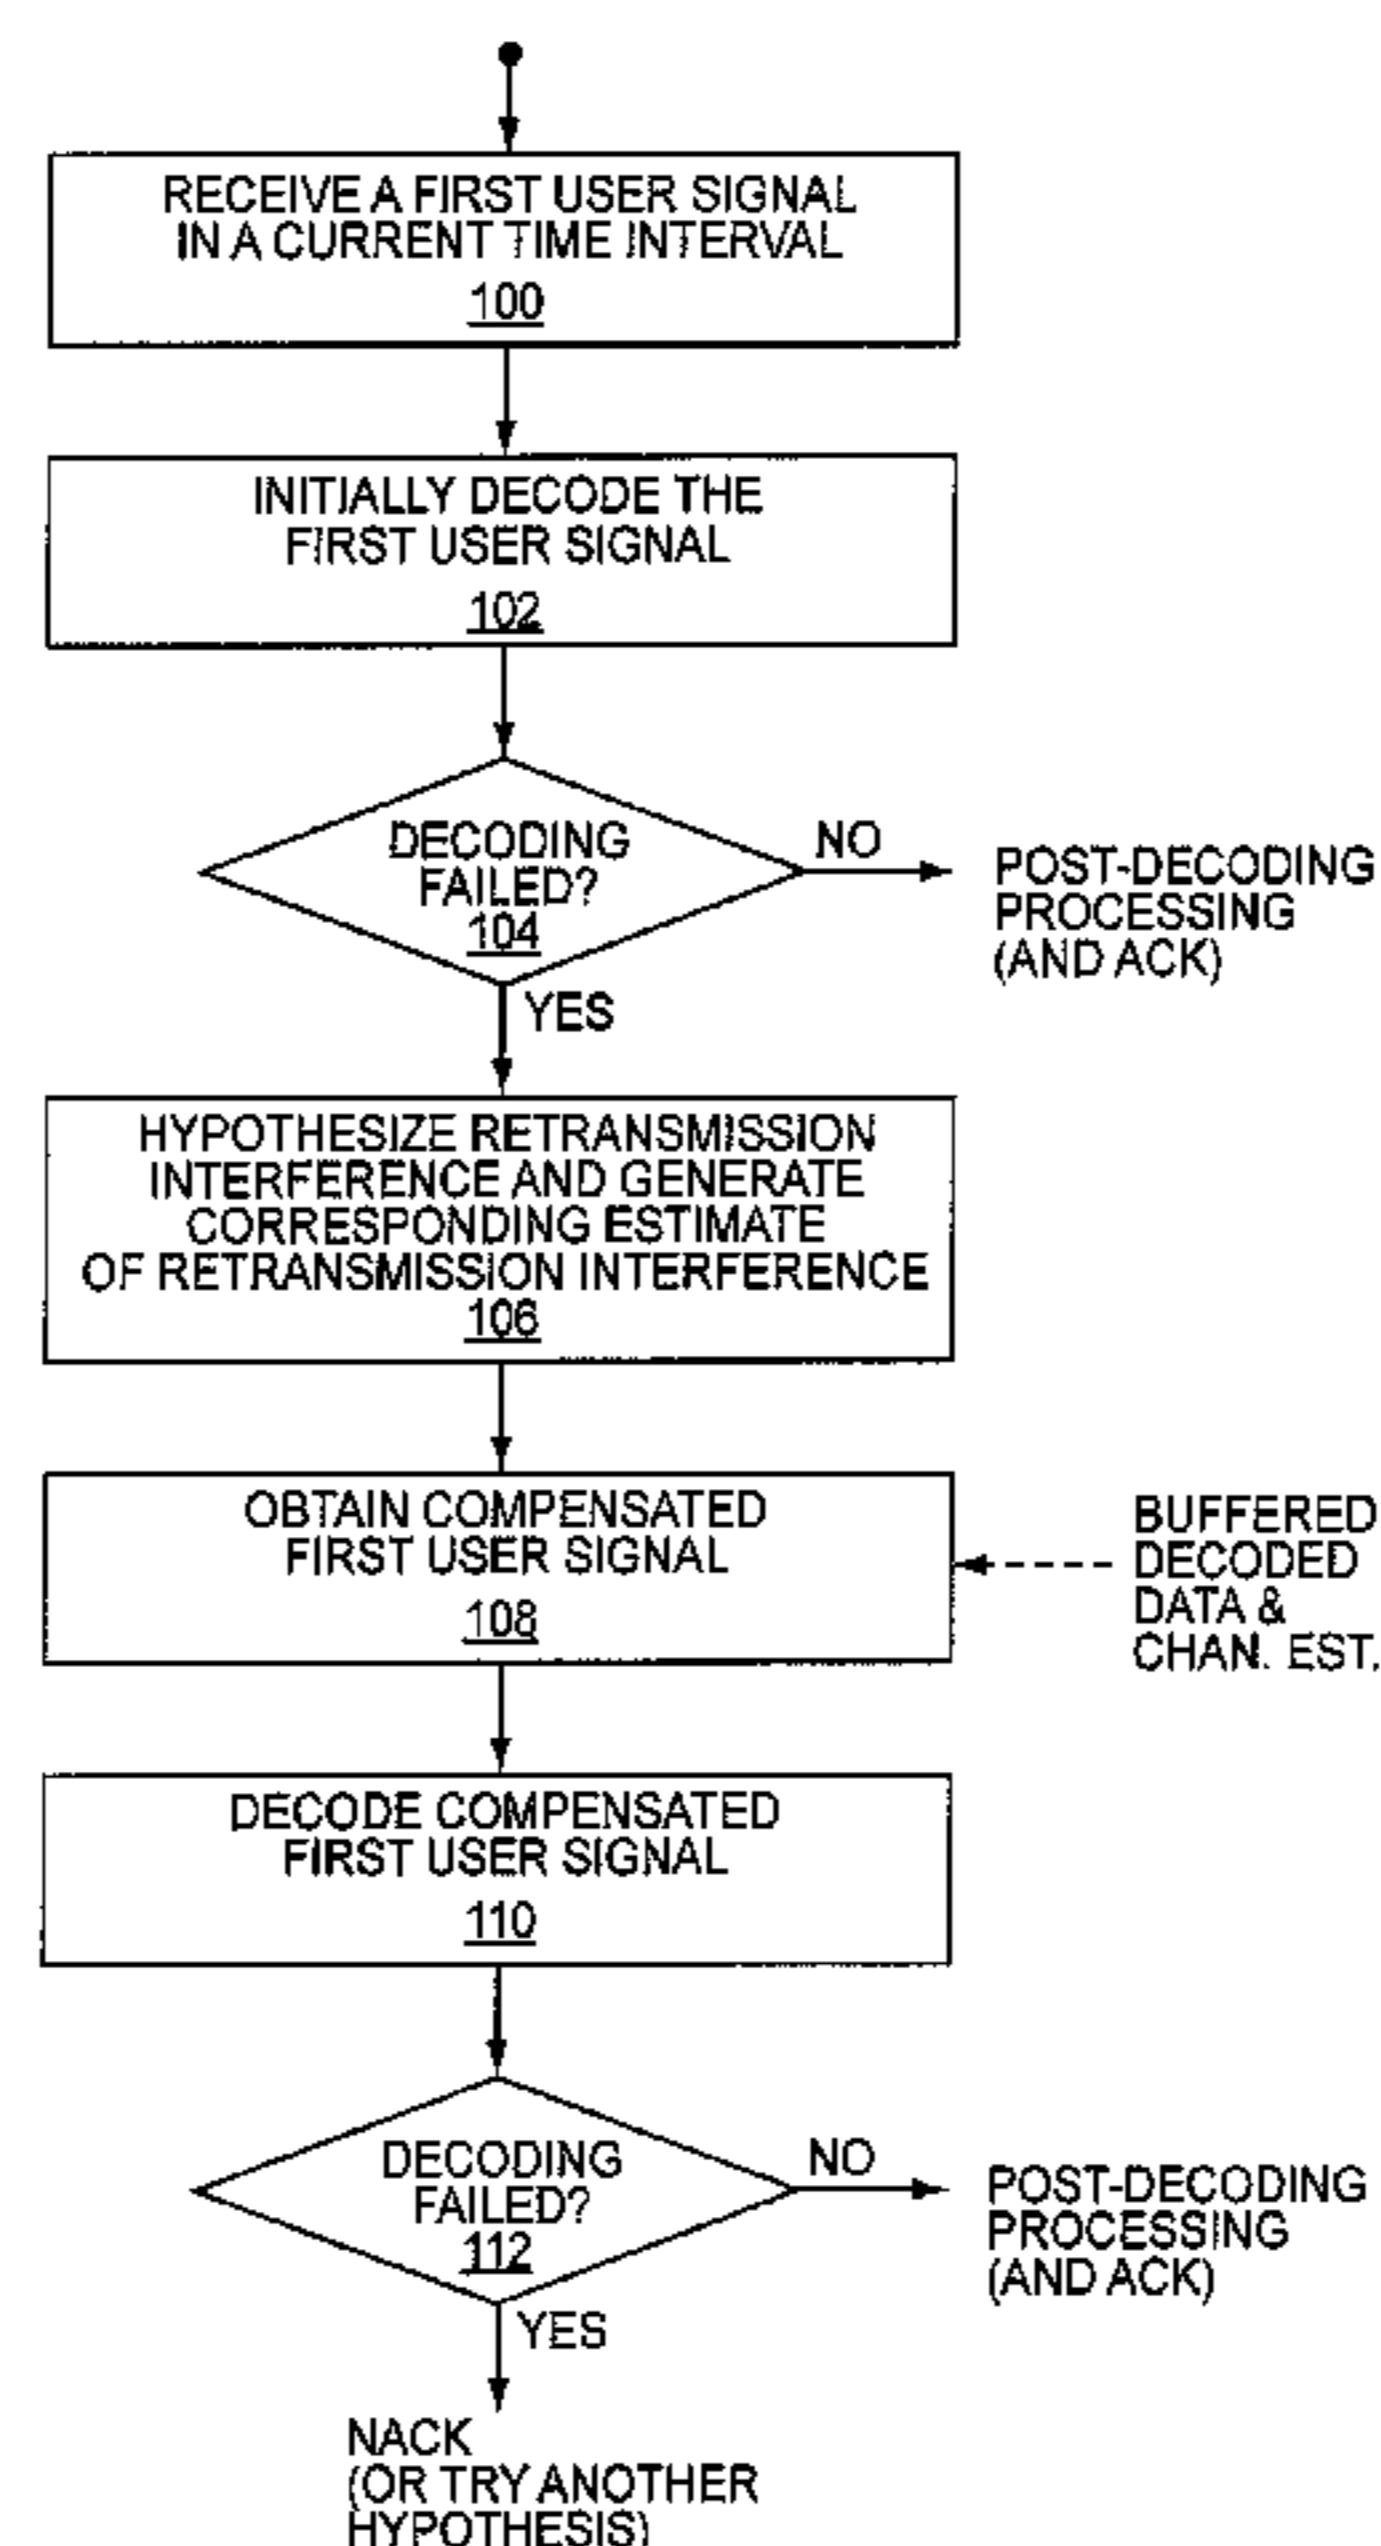 RECEIVE A FIRST USER SIGNAL
IN A CURRENT TIME INTERVAL
100
INITIALLY DECODE THE
FIRST USER SIGNAL
102
DECODING
FAILED?
104
NO
POST-DECODING
PROCESSING
(AND ACK)
YES
HYPOTHESIZE RETRANSMISSION
INTERFERENCE AND GENERATE
CORRESPONDING ESTIMATE
OF RETRANSMISSION INTERFERENCE
106
OBTAIN COMPENSATED
FIRST USER SIGNAL
108
BUFFERED
DECODED
DATA &
CHAN. EST.
DECODE COMPENSATED
FIRST USER SIGNAL
110
DECODING
FAILED?
112
NO
POST-DECODING
PROCESSING
(AND ACK)
YES
NACK
(OR TRY ANOTHER
HYPOTHESIS)